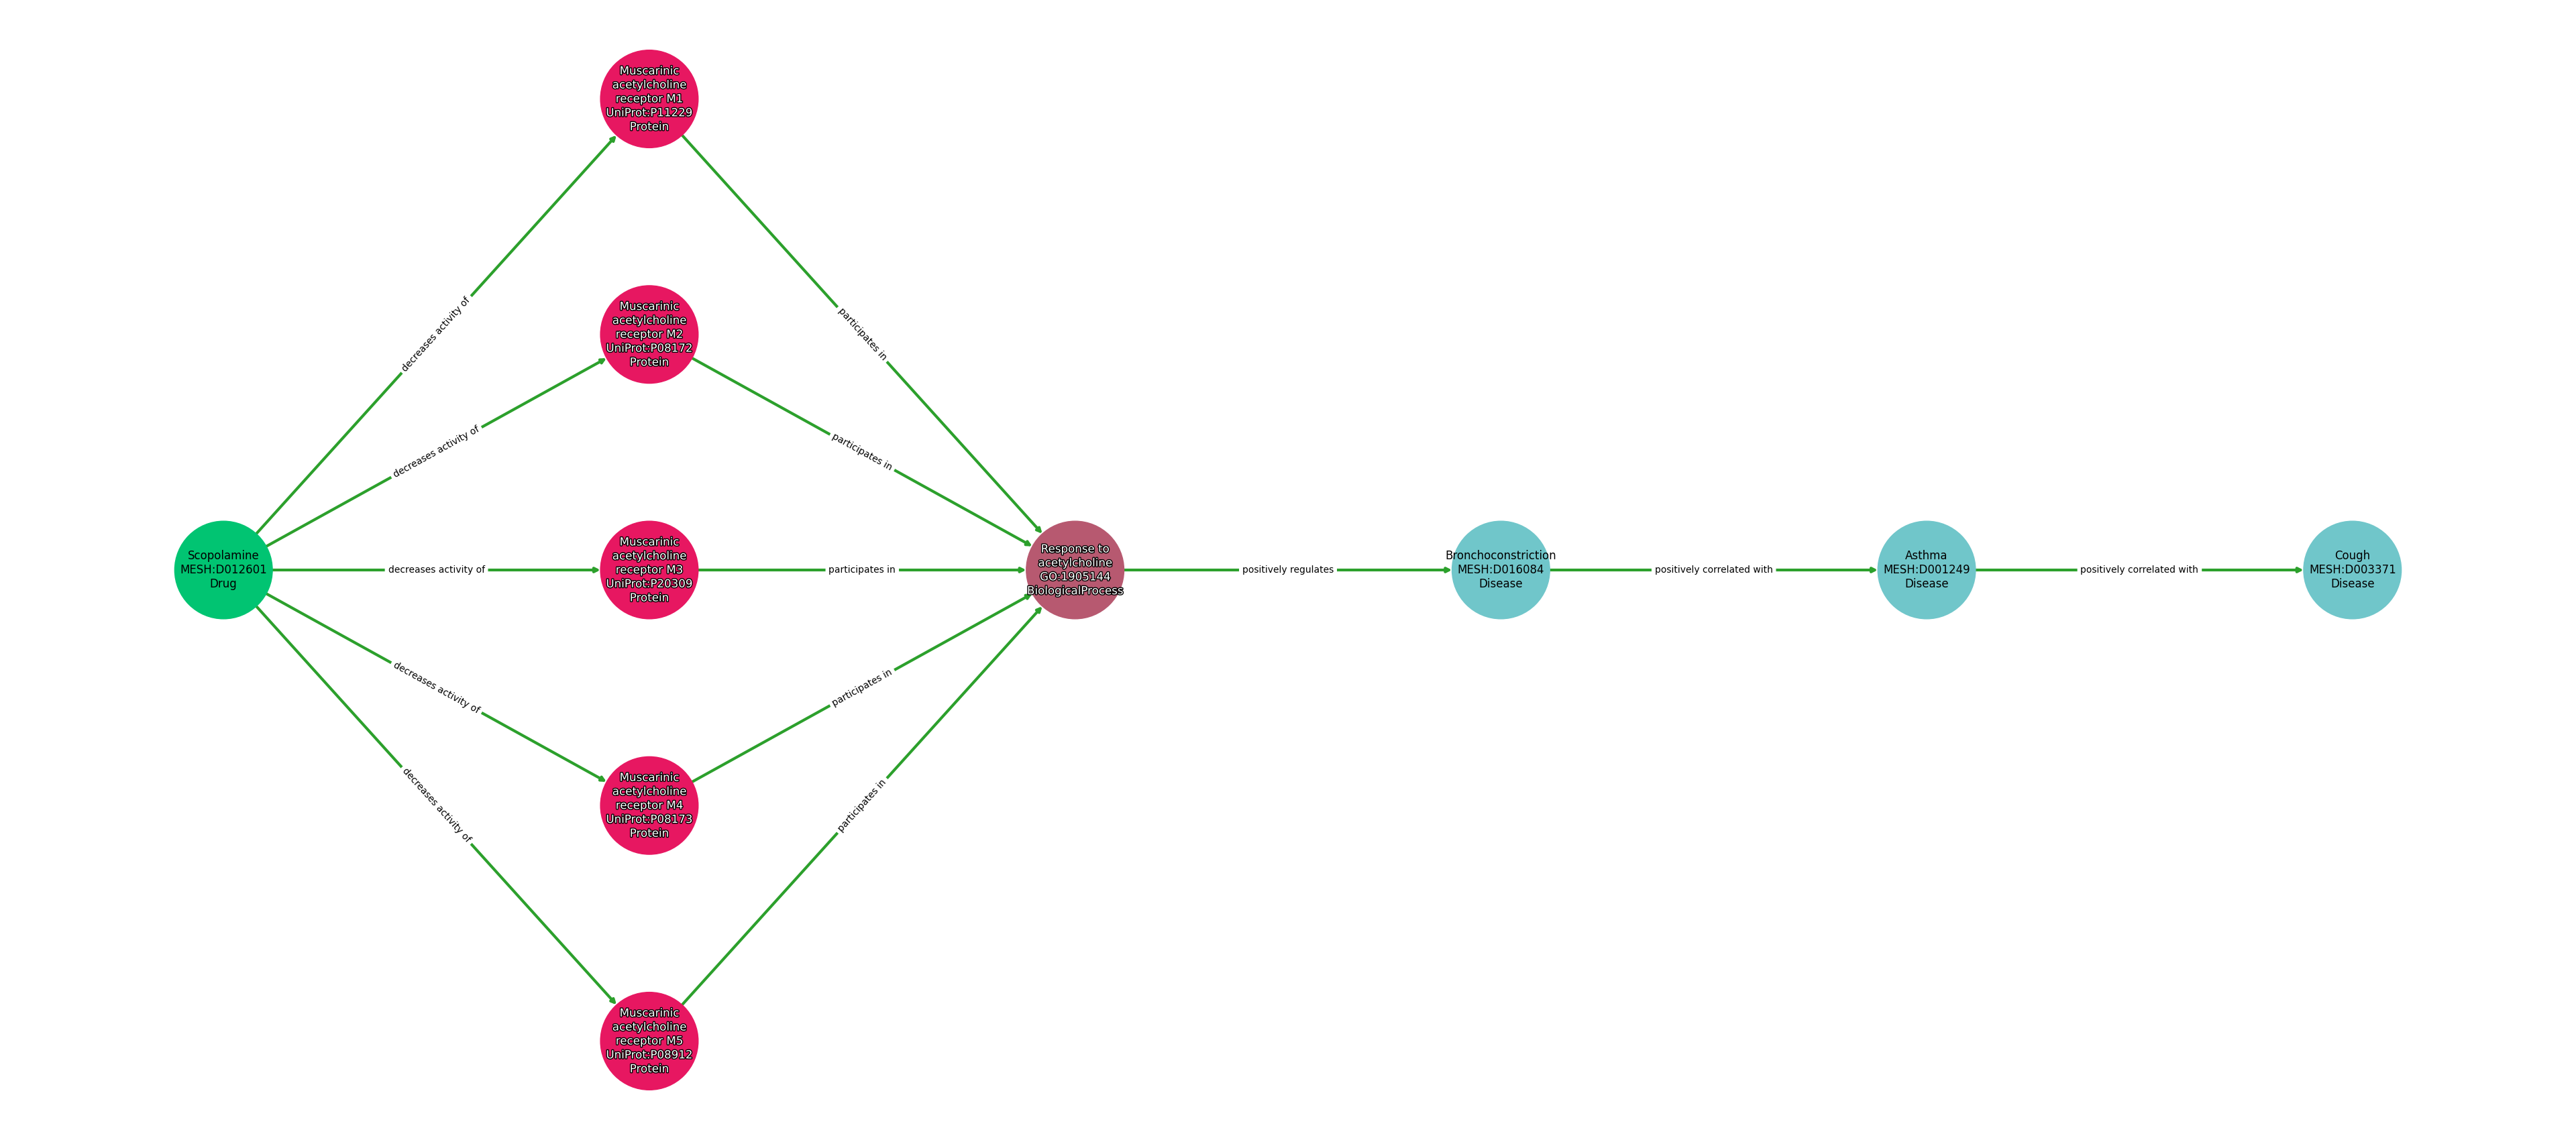 Muscarinic
acetylcholine
receptor M1
UniProt:P11229
Protein
decreases activity of
participates in
Muscarinic
acetylcholine
receptor M2
UniProt:P08172
Protein
decreases activity of
participates in
Scopolamine
MESH:D012601
Drug
decreases activity of
Muscarinic
acetylcholine
receptor M3
UniProt:P20309
Protein
participates in
Response to
acetylcholine
GO:1905144
BiologicalProcess
positively regulates
Bronchoconstriction
MESH:D016084
Disease
positively correlated with
Asthma
MESH:D001249
Disease
positively correlated with
Cough
MESH:D003371
Disease
decreases activity of
participates in
Muscarinic
acetylcholine
receptor M4
UniProt:P08173
Protein
decreases activity of
participates in
Muscarinic
acetylcholine
receptor M5
UniProt:P08912
Protein